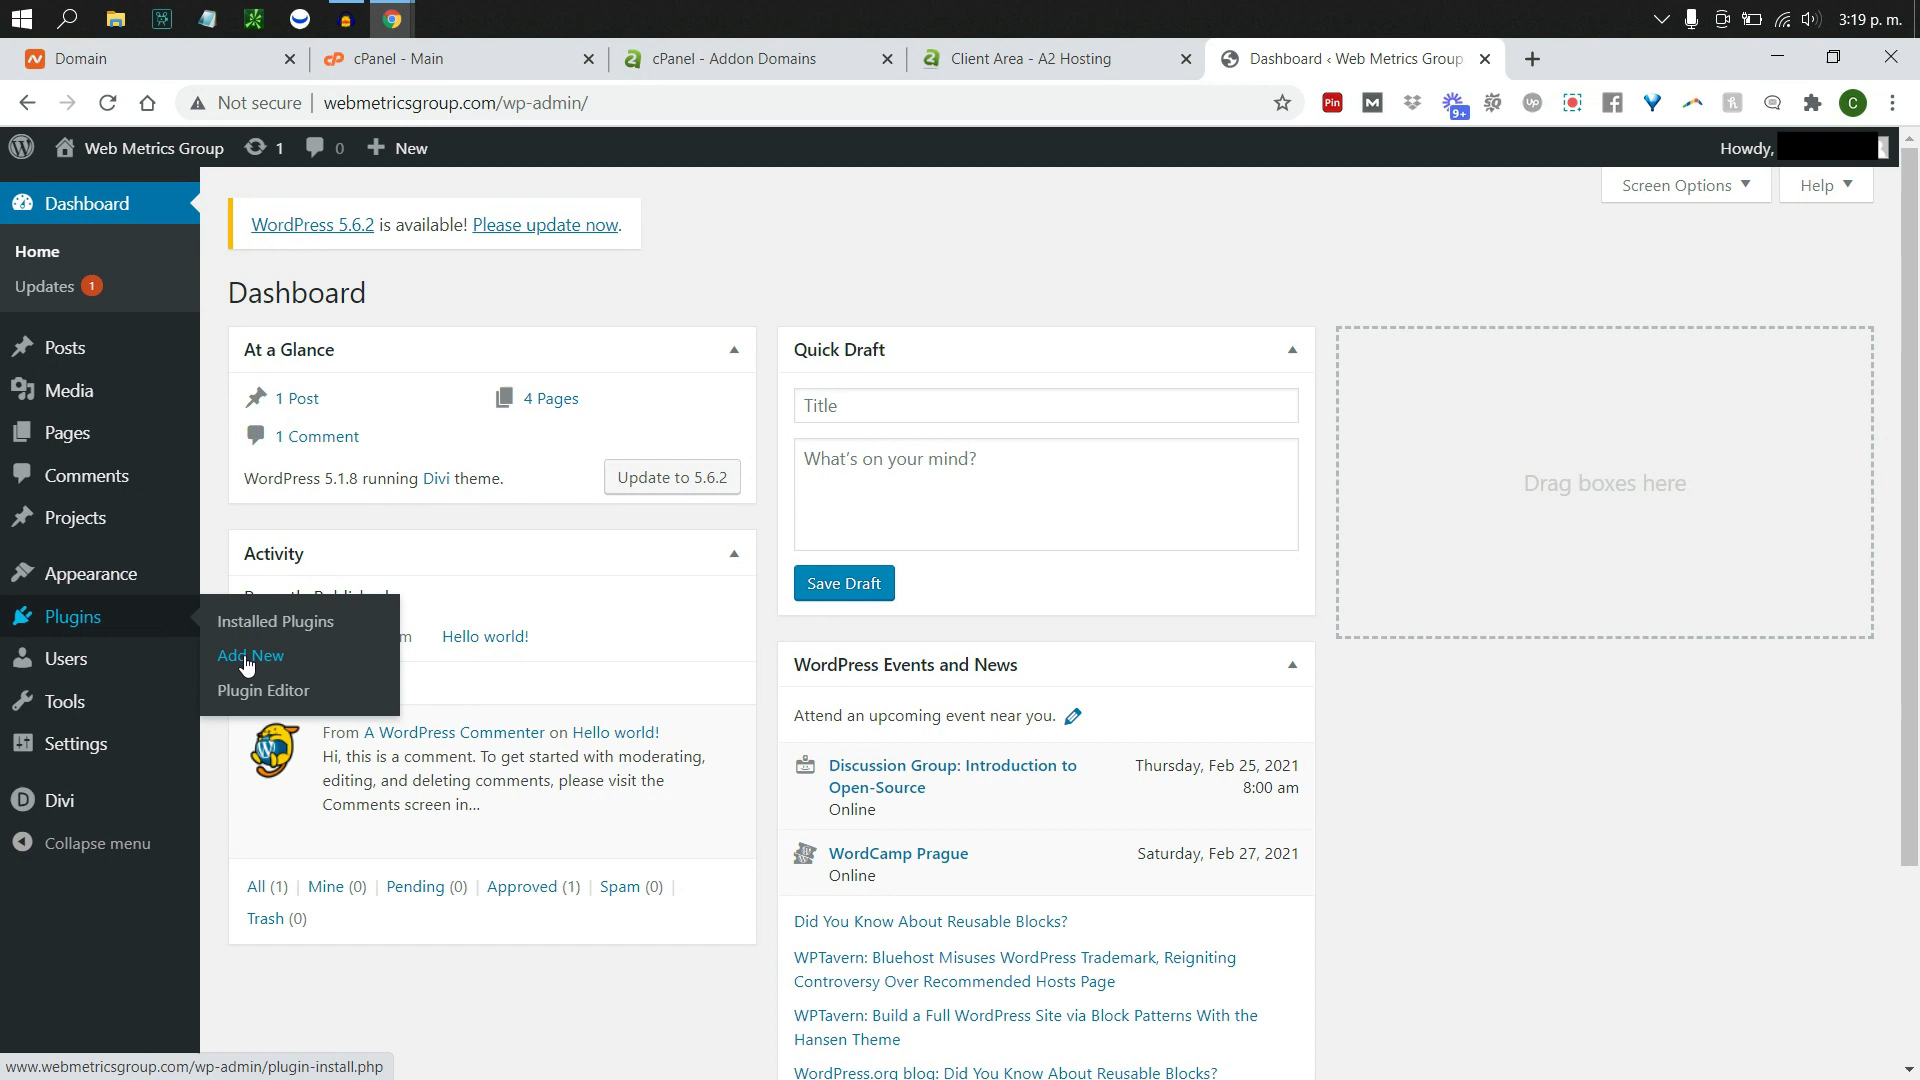 3:19 p. m.
Domain
cPanel - Main
cPanel - Addon Domains
Client Area - A2 Hosting
Dashboard ‹ Web Metrics Group
Not secure
webmetricsgroup.com/wp-admin/
Pin
M
9+
Up
C
Web Metrics Group
1
0
New
Howdy,
Dashboard
Home
Updates 1
Posts
Media
Pages
Comments
Projects
Appearance
Plugins
Users
Tools
Settings
Divi
Collapse menu
Installed Plugins
Add New
Plugin Editor
Screen Options
Help
WordPress 5.6.2 is available! Please update now.
Dashboard
At a Glance
1 Post
4 Pages
1 Comment
WordPress 5.1.8 running Divi theme.
Update to 5.6.2
Activity
m
Hello world!
From A WordPress Commenter on Hello world!
Hi, this is a comment. To get started with moderating,
editing, and deleting comments, please visit the
Comments screen in...
All (1) | Mine (0) | Pending (0) | Approved (1) | Spam (0) |
Trash (0)
Quick Draft
Title
What's on your mind?
Save Draft
WordPress Events and News
Attend an upcoming event near you.
Discussion Group: Introduction to
Open-Source
Online
Thursday, Feb 25, 2021
8:00 am
WordCamp Prague
Online
Saturday, Feb 27, 2021
Did You Know About Reusable Blocks?
WPTavern: Bluehost Misuses WordPress Trademark, Reigniting
Controversy Over Recommended Hosts Page
WPTavern: Build a Full WordPress Site via Block Patterns With the
Hansen Theme
WordPress.org blog: Did You Know About Reusable Blocks?
Drag boxes here
www.webmetricsgroup.com/wp-admin/plugin-install.php